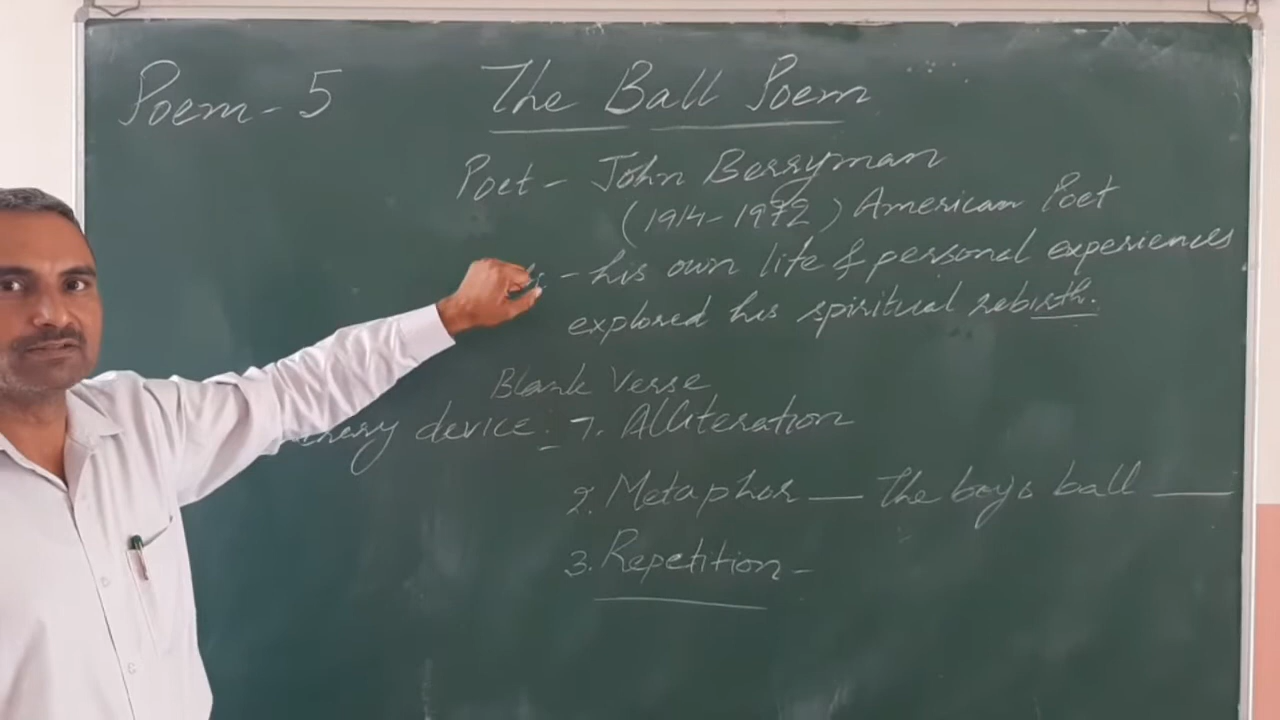 Poem - 5
The Ball Poem
Poet - John Berryman
(1914-1972) American Poet
- his own life & personal experiences
explored his spiritual rebirth.
Blank Verse
device : 1. Alliteration
2. Metaphor — The boy's ball —
3. Repetition -